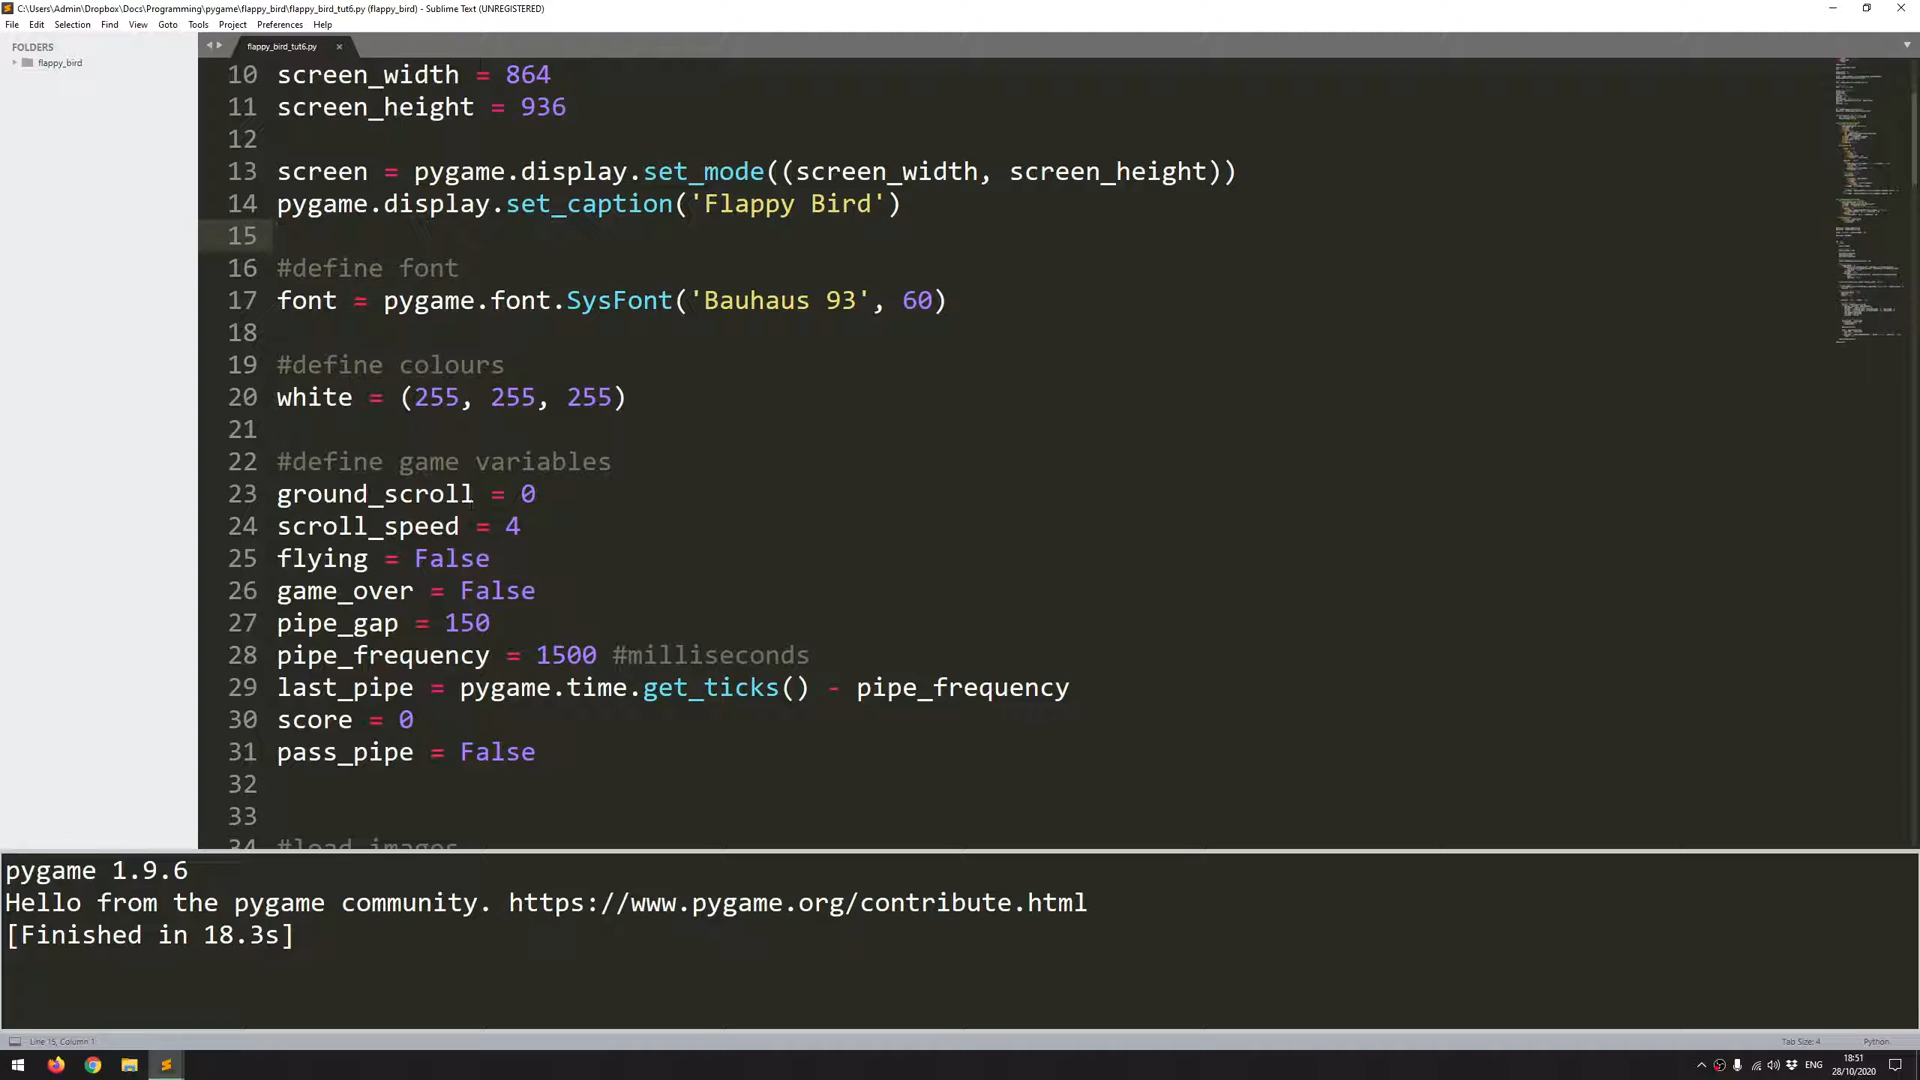 C:\Users\Admin\Dropbox\Docs\Programming\pygame\flappy_bird\flappy_bird_tut6.py (flappy_bird) - Sublime Text (UNREGISTERED)
File Edit Selection Find View Goto Tools Project Preferences Help
FOLDERS
flappy_bird
flappy_bird_tut6.py
10 screen_width = 864
11 screen_height = 936
12
13 screen = pygame.display.set_mode((screen_width, screen_height))
14 pygame.display.set_caption('Flappy Bird')
15
16 #define font
17 font = pygame.font.SysFont('Bauhaus 93', 60)
18
19 #define colours
20 white = (255, 255, 255)
21
22 #define game variables
23 ground_scroll = 0
24 scroll_speed = 4
25 flying = False
26 game_over = False
27 pipe_gap = 150
28 pipe_frequency = 1500 #milliseconds
29 last_pipe = pygame.time.get_ticks() - pipe_frequency
30 score = 0
31 pass_pipe = False
32
33
34 #load images
pygame 1.9.6
Hello from the pygame community. https://www.pygame.org/contribute.html
[Finished in 18.3s]
Line 15, Column 1
Tab Size: 4
Python
ENG
18:51
28/10/2020